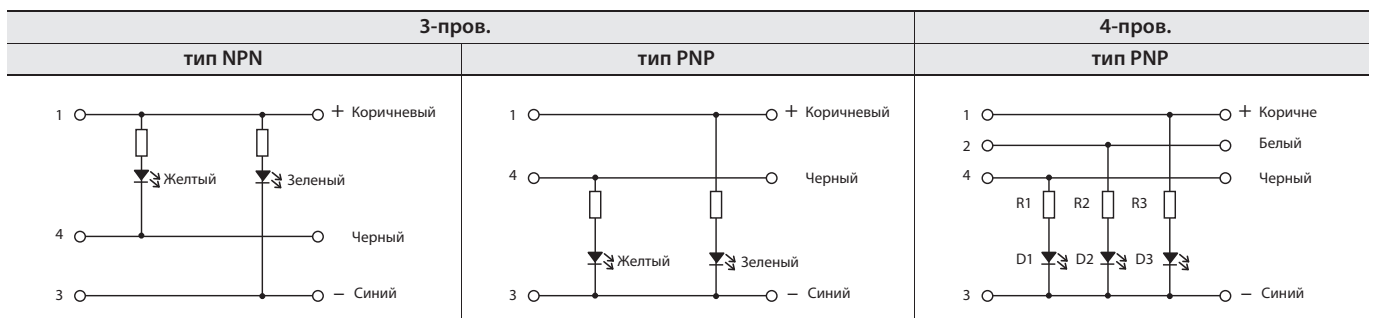 3-пров.
4-пров.
тип NPN
тип PNP
тип PNP
1
+ Коричневый
Желтый
Зеленый
4
Черный
3
− Синий
1
+ Коричневый
4
Черный
Желтый
Зеленый
3
− Синий
1
+ Коричне
2
Белый
4
Черный
R1
R2
R3
D1
D2
D3
3
− Синий